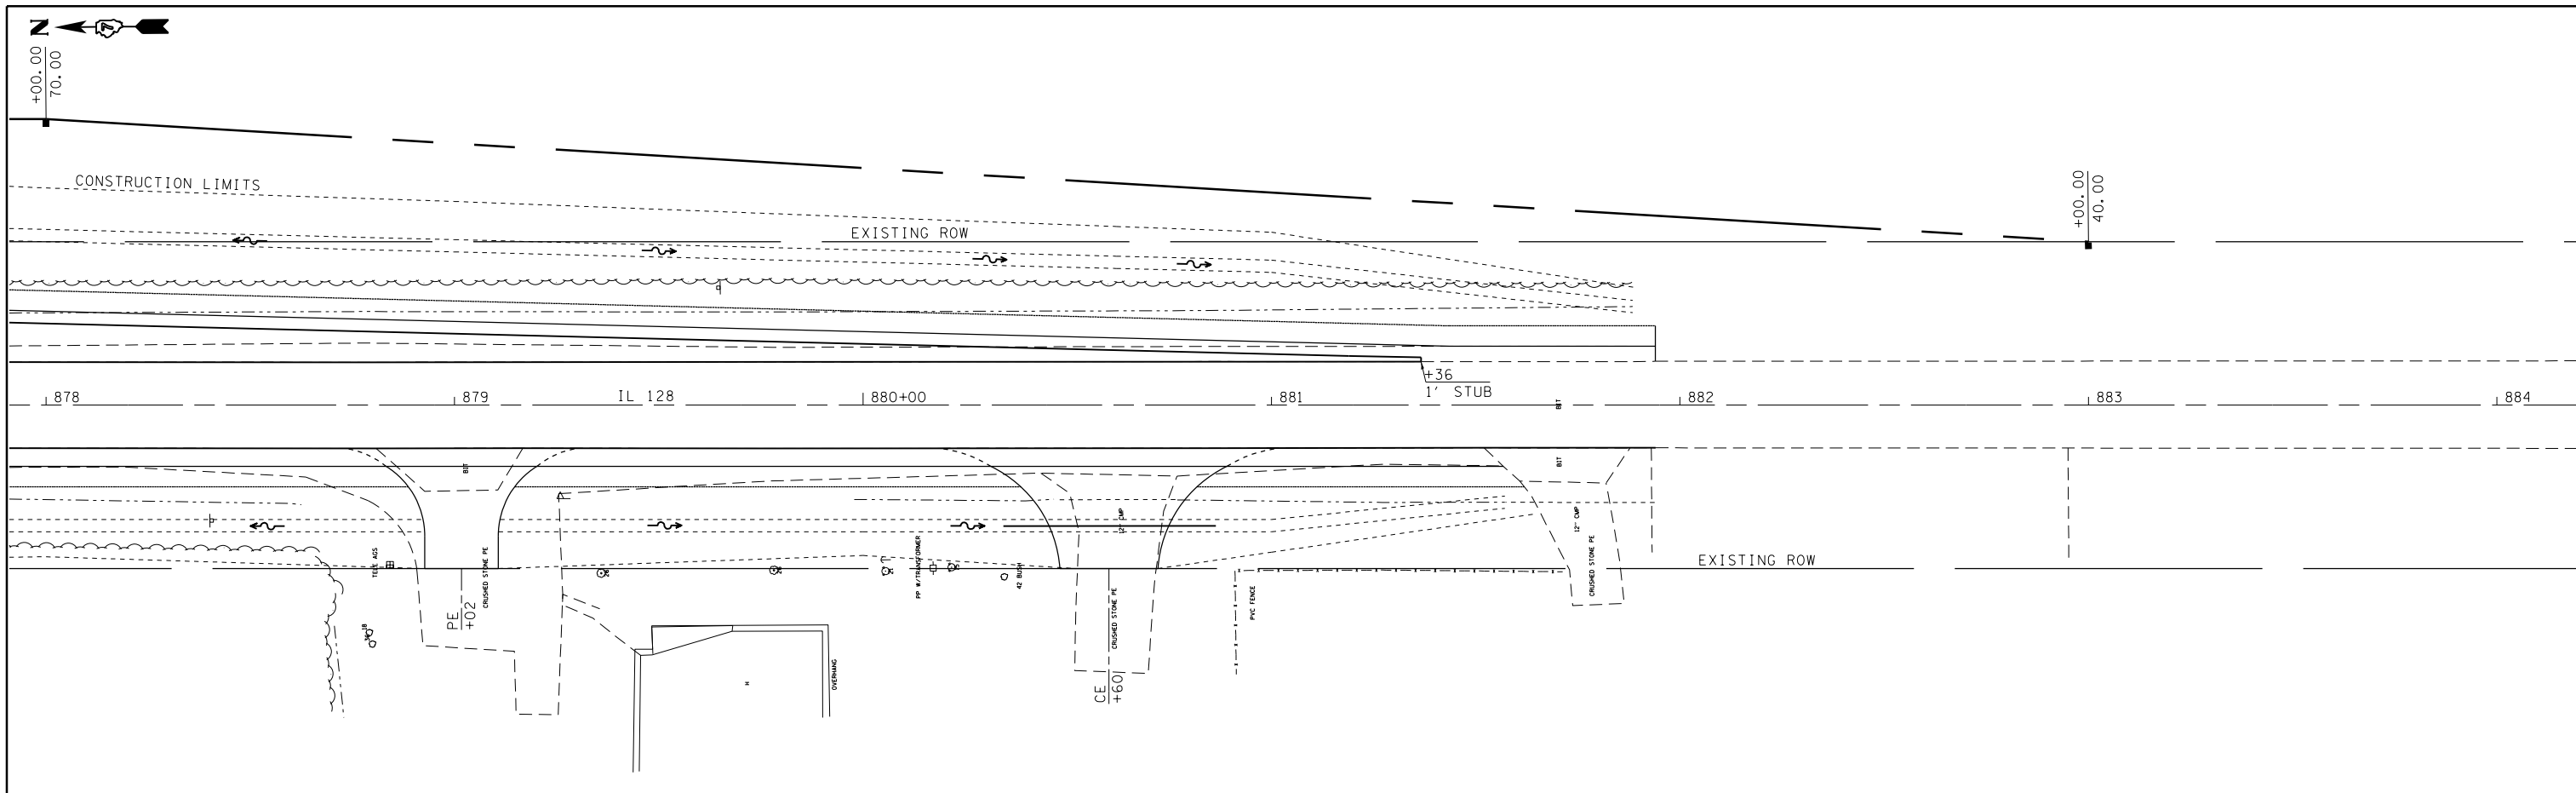 N
+00.00
70.00
CONSTRUCTION LIMITS
EXISTING ROW
+00.00
40.00
+36
1' STUB
878
879
IL 128
880+00
881
BIT
882
883
884
BIT
BIT
12" CMP
12" CMP
TELE AGS
CRUSHED STONE PE
PP W/TRANSFORMER
42 BUSH
CRUSHED STONE PE
PVC FENCE
CRUSHED STONE PE
EXISTING ROW
PE
+02
18
H
OVERHANG
CE
+60